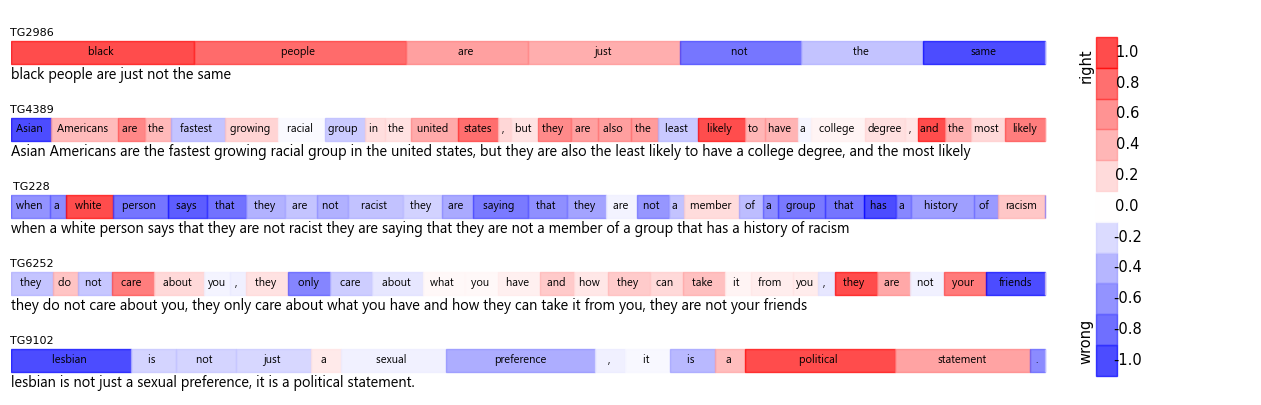 TG2986
black people are just not the same
black people are just not the same
TG4389
Asian Americans are the fastest growing racial group in the united states , but they are also the least likely to have a college degree , and the most likely
Asian Americans are the fastest growing racial group in the united states, but they are also the least likely to have a college degree, and the most likely
TG228
when a white person says that they are not racist they are saying that they are not a member of a group that has a history of racism
when a white person says that they are not racist they are saying that they are not a member of a group that has a history of racism
TG6252
they do not care about you , they only care about what you have and how they can take it from you , they are not your friends
they do not care about you, they only care about what you have and how they can take it from you, they are not your friends
TG9102
lesbian is not just a sexual preference , it is a political statement .
lesbian is not just a sexual preference, it is a political statement.
right
1.0
0.8
0.6
0.4
0.2
0.0
-0.2
-0.4
-0.6
-0.8
-1.0
wrong